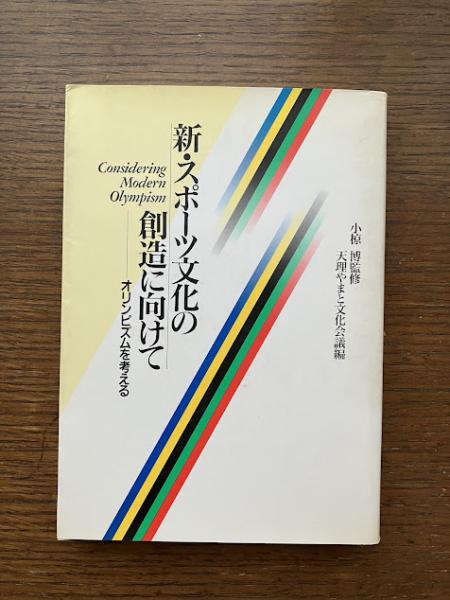 新・スポーツ文化の
創造に向けて
オリンピズムを考える
Considering
Modern
Olympism
小椋 博監修
天理やまと文化会議編